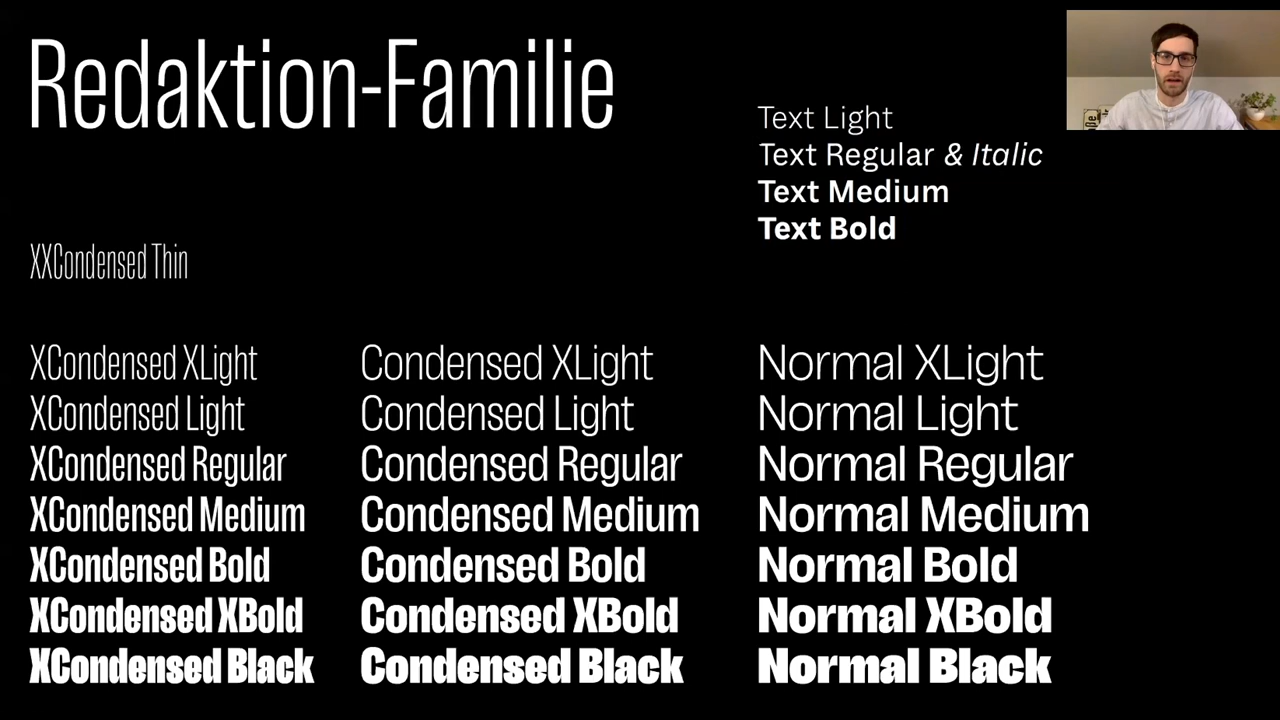 Redaktion-Familie
Text Light
Text Regular & Italic
Text Medium
Text Bold
XXCondensed Thin
XCondensed XLight
XCondensed Light
XCondensed Regular
XCondensed Medium
XCondensed Bold
XCondensed XBold
XCondensed Black
Condensed XLight
Condensed Light
Condensed Regular
Condensed Medium
Condensed Bold
Condensed XBold
Condensed Black
Normal XLight
Normal Light
Normal Regular
Normal Medium
Normal Bold
Normal XBold
Normal Black